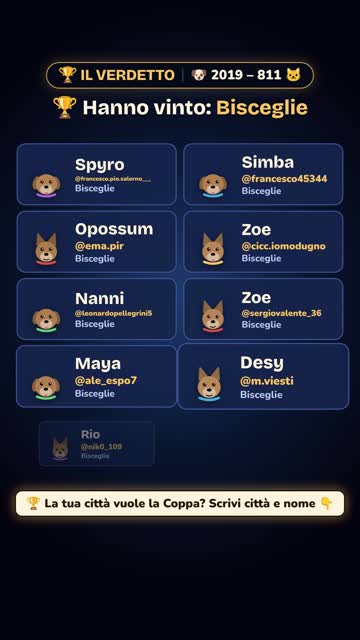 🏆 IL VERDETTO | 🐶 2019 – 811 🐱
🏆 Hanno vinto: Bisceglie
Spyro
@francesco.pio.salerno__
Bisceglie
Simba
@francesco45344
Bisceglie
Opossum
@ema.pir
Bisceglie
Zoe
@cicc.iomodugno
Bisceglie
Nanni
@leonardopellegrini5
Bisceglie
Zoe
@sergiovalente_36
Bisceglie
Maya
@ale_espo7
Bisceglie
Desy
@m.viesti
Bisceglie
Rio
@nik0_109
Bisceglie
🏆 La tua città vuole la Coppa? Scrivi città e nome 👇